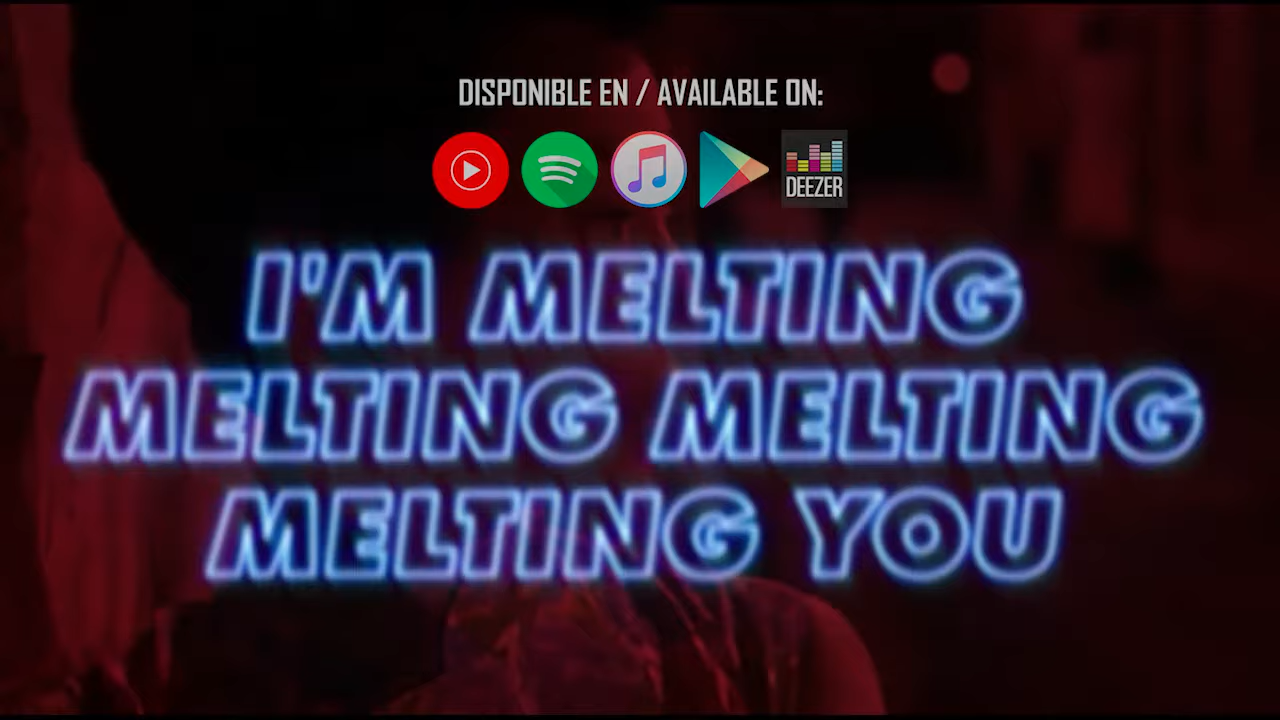 DISPONIBLE EN / AVAILABLE ON:
DEEZER
I'M MELTING
MELTING MELTING
MELTING YOU